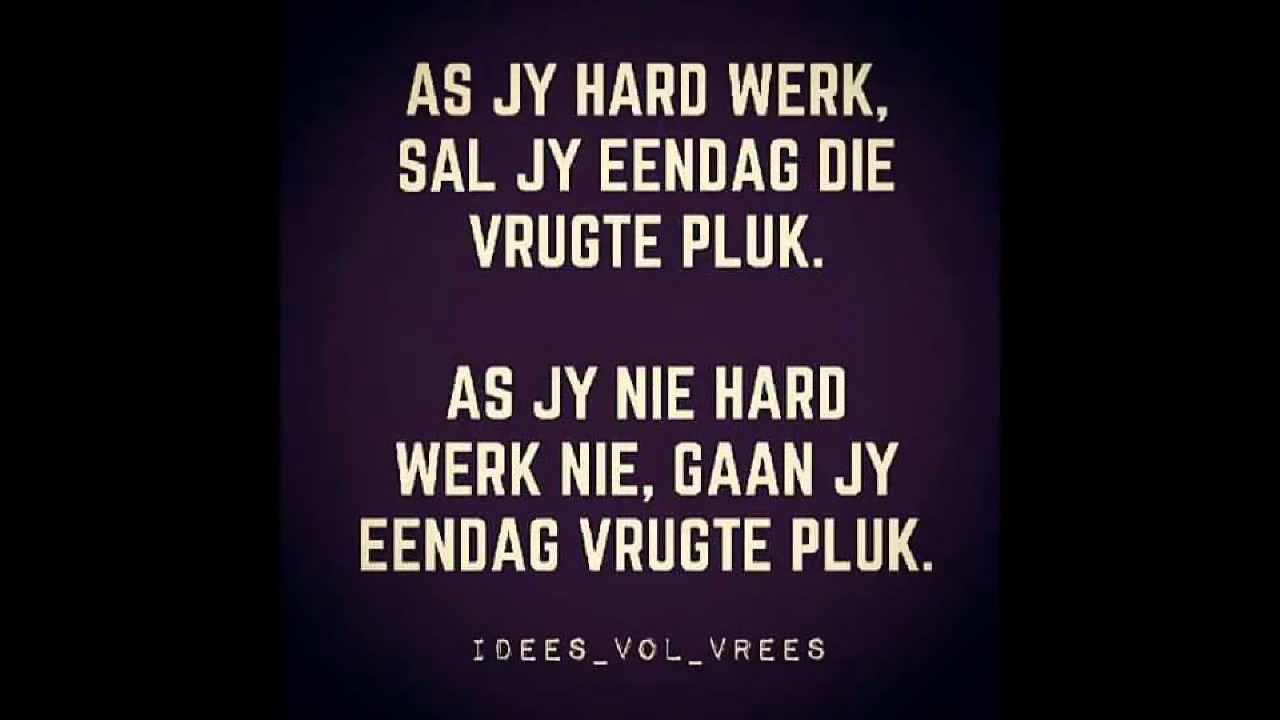 AS JY HARD WERK,
SAL JY EENDAG DIE
VRUGTE PLUK.
AS JY NIE HARD
WERK NIE, GAAN JY
EENDAG VRUGTE PLUK.
IDEES_VOL_VREES